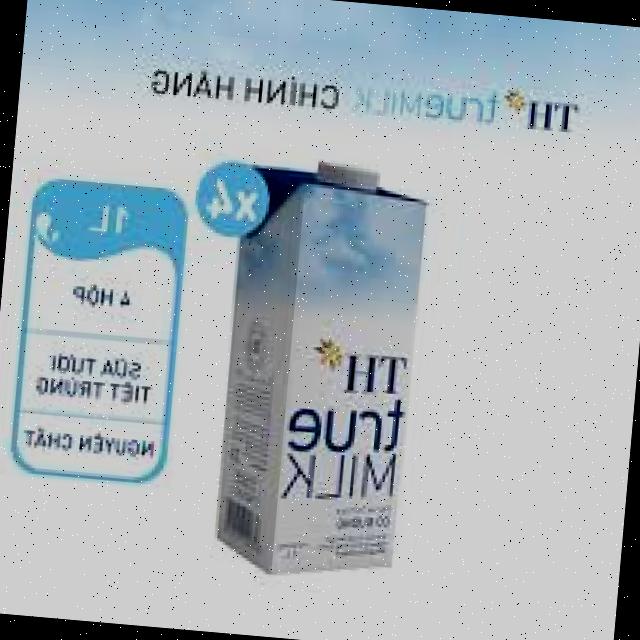 TH true MILK CHÍNH HÃNG
x4
1L
4 HỘP
SỮA TƯƠI
TIỆT TRÙNG
NGUYÊN CHẤT
TH
true
MILK